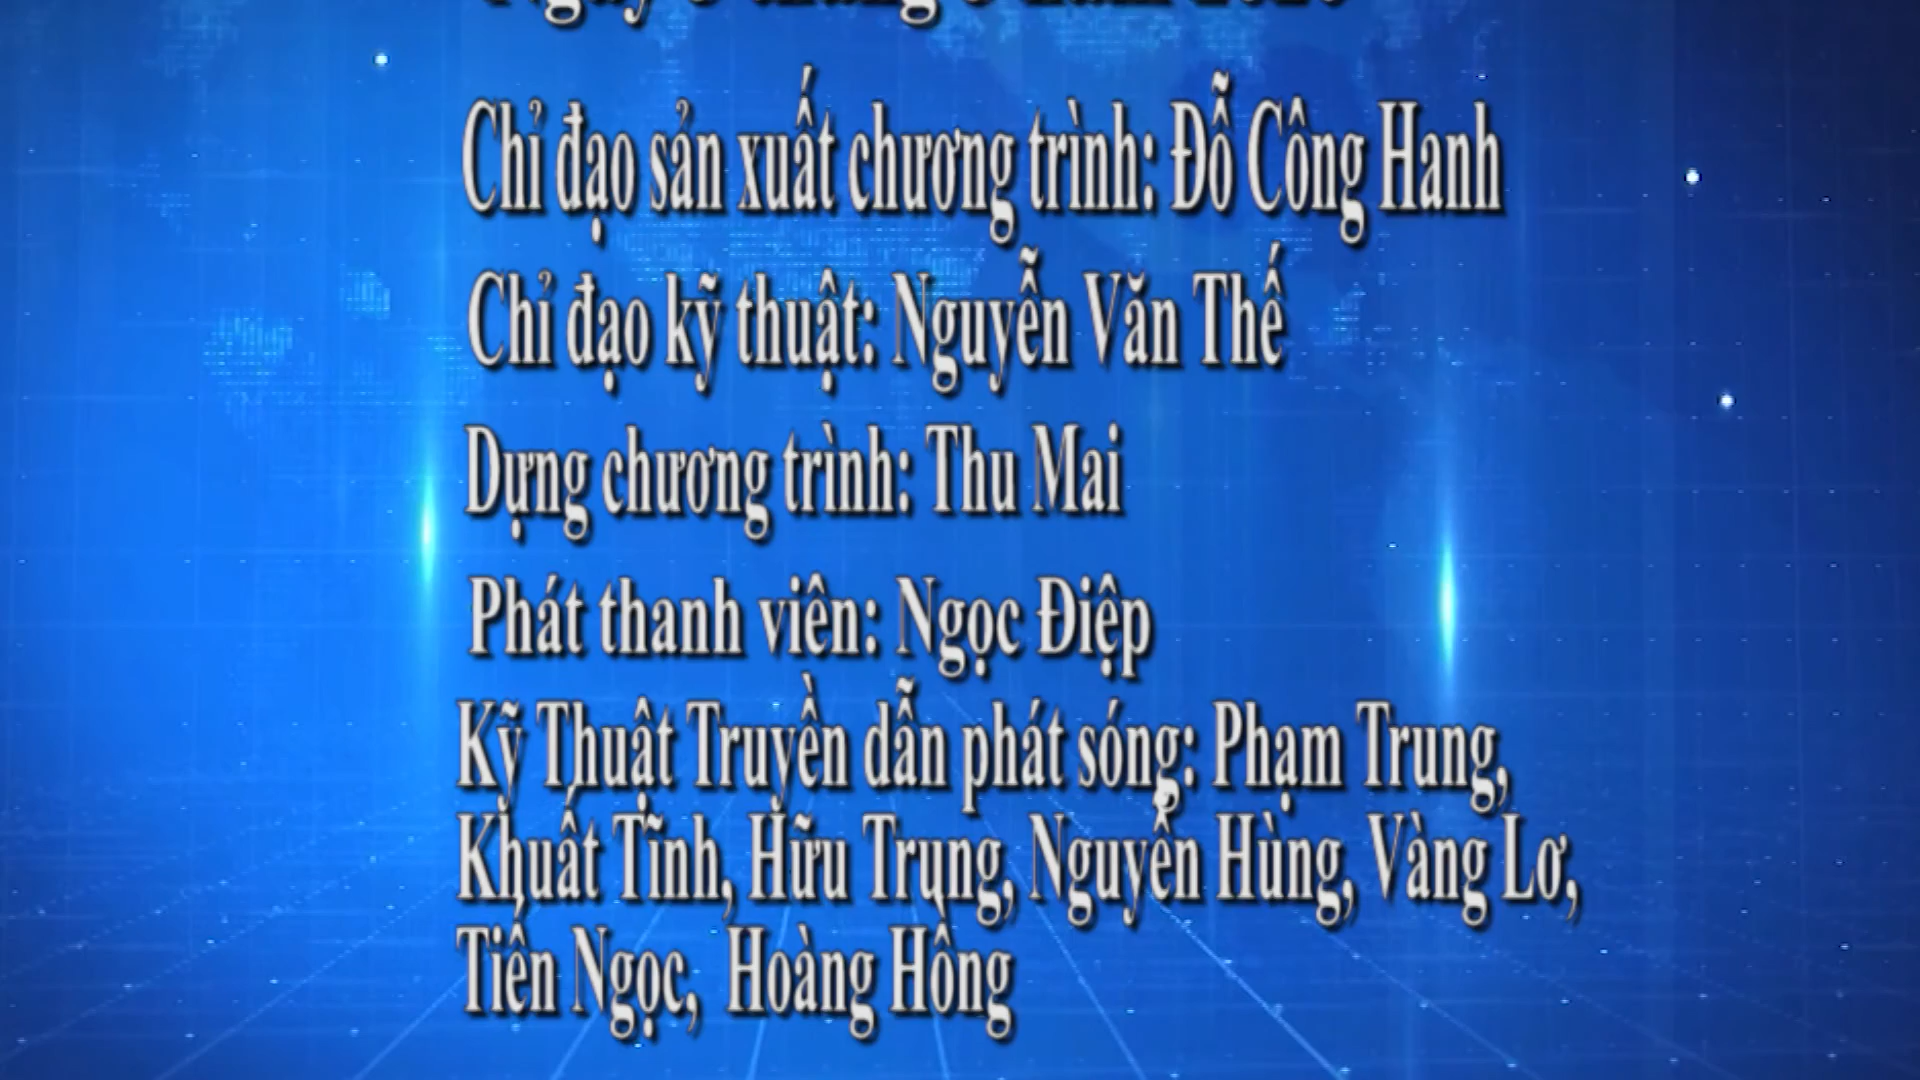 Chỉ đạo sản xuất chương trình: Đỗ Công Hanh
Chỉ đạo kỹ thuật: Nguyễn Văn Thế
Dựng chương trình: Thu Mai
Phát thanh viên: Ngọc Điệp
Kỹ Thuật Truyền dẫn phát sóng: Phạm Trung,
Khuất Tĩnh, Hữu Trung, Nguyễn Hùng, Vàng Lơ,
Tiến Ngọc, Hoàng Hồng